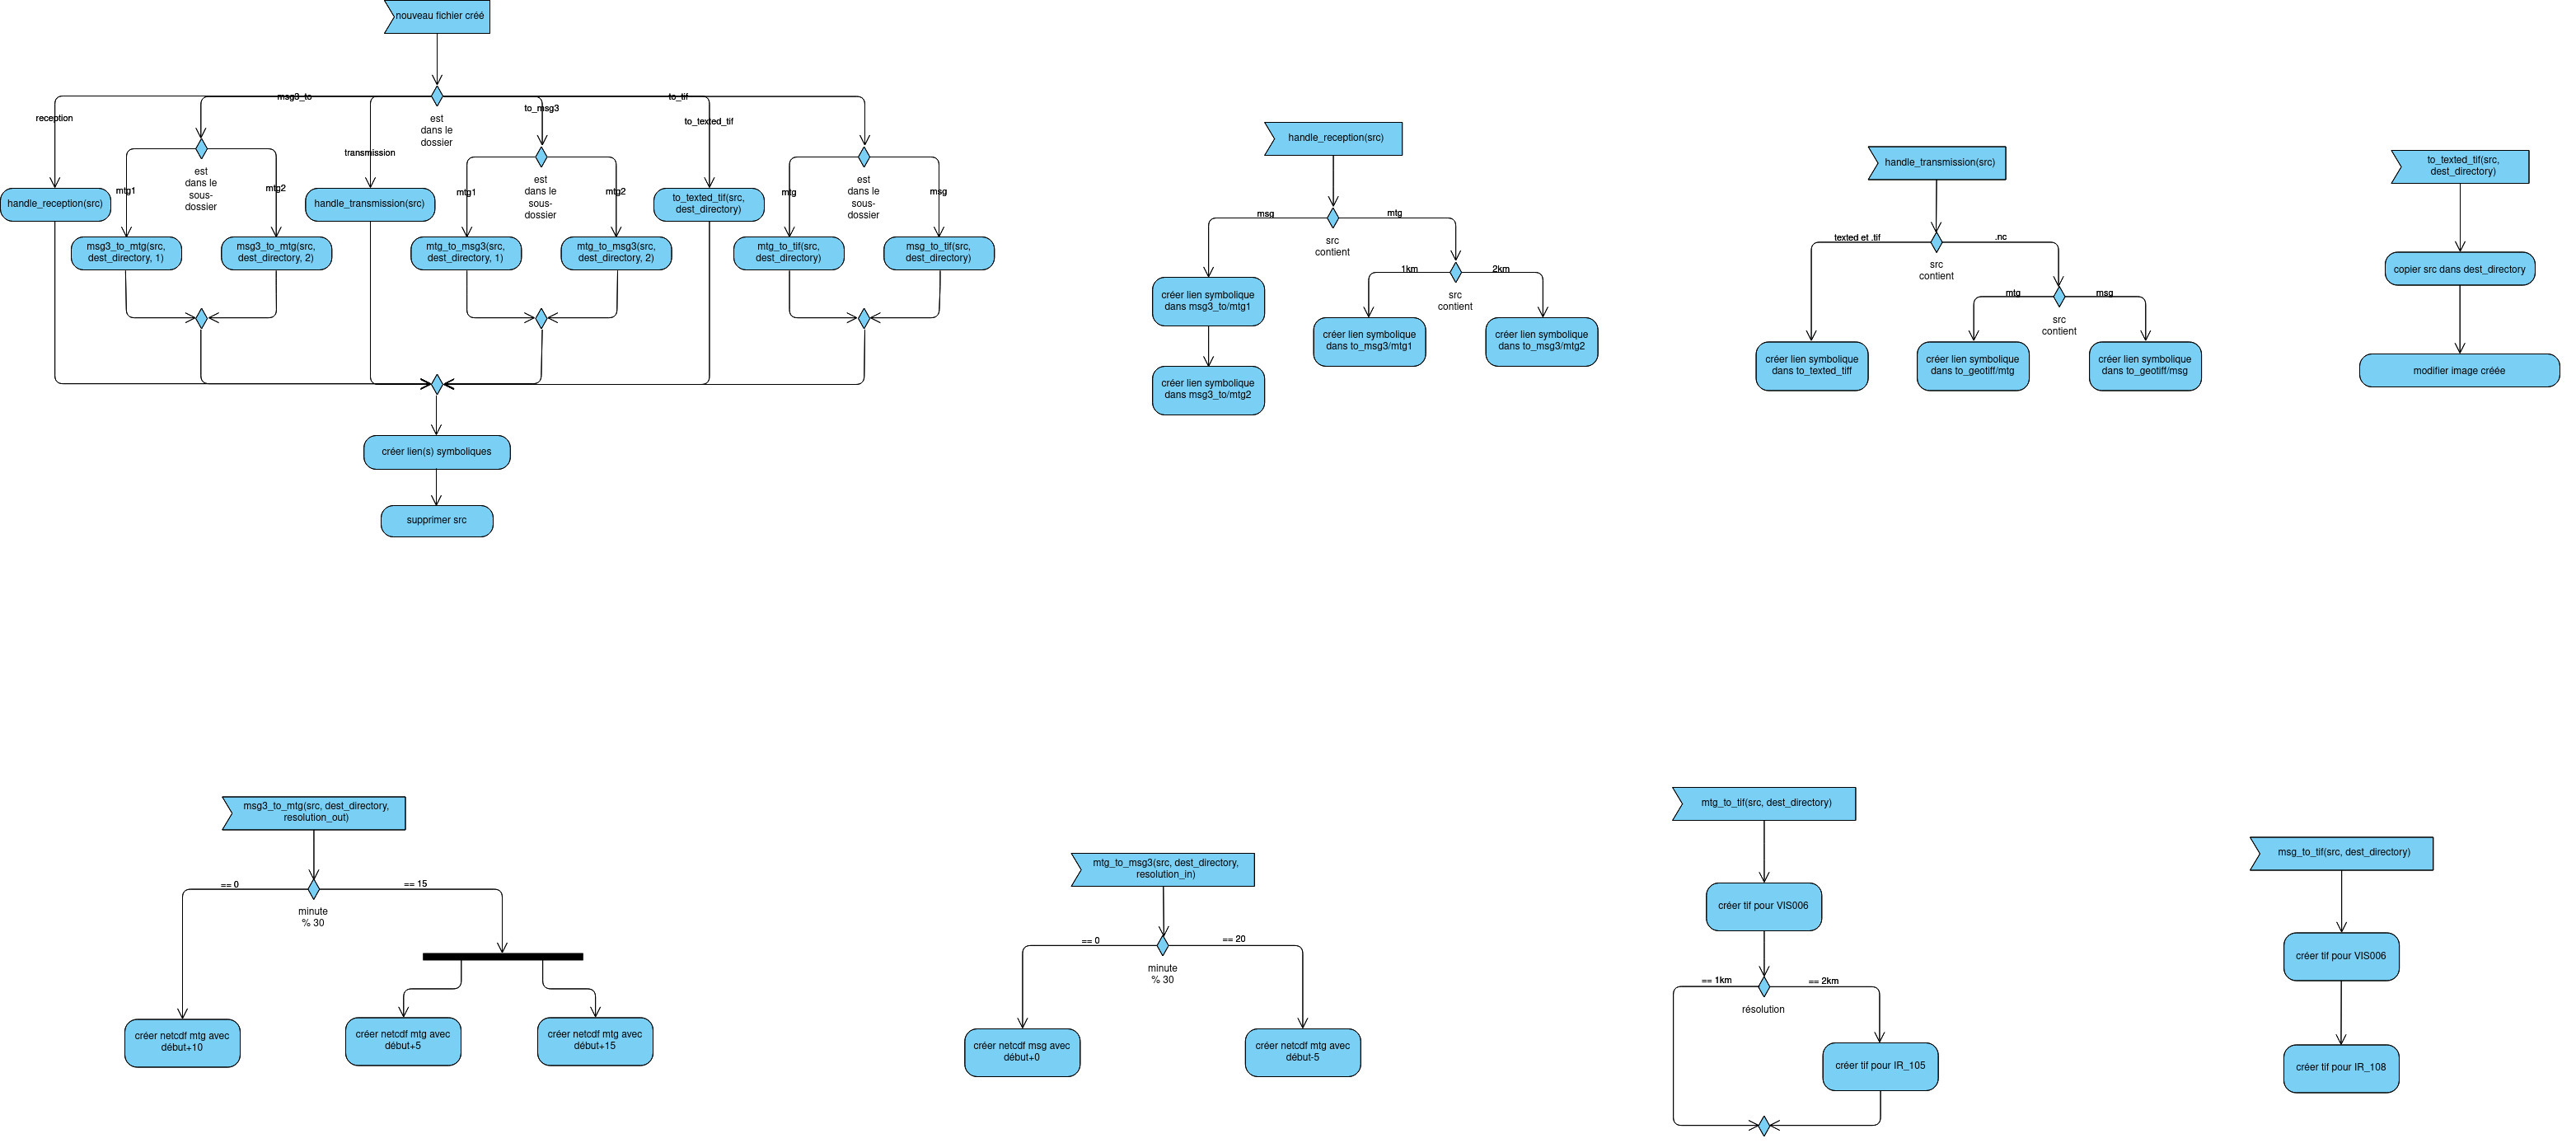 nouveau fichier créé
msg3_to
to_tif
to_msg3
reception
est
dans le
dossier
to_texted_tif
transmission
est
dans le
sous-
dossier
est
dans le
sous-
dossier
est
dans le
sous-
dossier
mtg1
mtg2
mtg1
mtg2
mtg
msg
handle_reception(src)
handle_transmission(src)
to_texted_tif(src,
dest_directory)
msg3_to_mtg(src,
dest_directory, 1)
msg3_to_mtg(src,
dest_directory, 2)
mtg_to_msg3(src,
dest_directory, 1)
mtg_to_msg3(src,
dest_directory, 2)
mtg_to_tif(src,
dest_directory)
msg_to_tif(src,
dest_directory)
créer lien(s) symboliques
supprimer src
handle_reception(src)
msg
mtg
src
contient
1km
2km
src
contient
créer lien symbolique
dans msg3_to/mtg1
créer lien symbolique
dans to_msg3/mtg1
créer lien symbolique
dans to_msg3/mtg2
créer lien symbolique
dans msg3_to/mtg2
handle_transmission(src)
texted et .tif
.nc
src
contient
mtg
msg
src
contient
créer lien symbolique
dans to_texted_tiff
créer lien symbolique
dans to_geotiff/mtg
créer lien symbolique
dans to_geotiff/msg
to_texted_tif(src,
dest_directory)
copier src dans dest_directory
modifier image créée
msg3_to_mtg(src, dest_directory,
resolution_out)
== 0
== 15
minute
% 30
créer netcdf mtg avec
début+10
créer netcdf mtg avec
début+5
créer netcdf mtg avec
début+15
mtg_to_msg3(src, dest_directory,
resolution_in)
== 0
== 20
minute
% 30
créer netcdf msg avec
début+0
créer netcdf mtg avec
début-5
mtg_to_tif(src, dest_directory)
créer tif pour VIS006
== 1km
== 2km
résolution
créer tif pour IR_105
msg_to_tif(src, dest_directory)
créer tif pour VIS006
créer tif pour IR_108